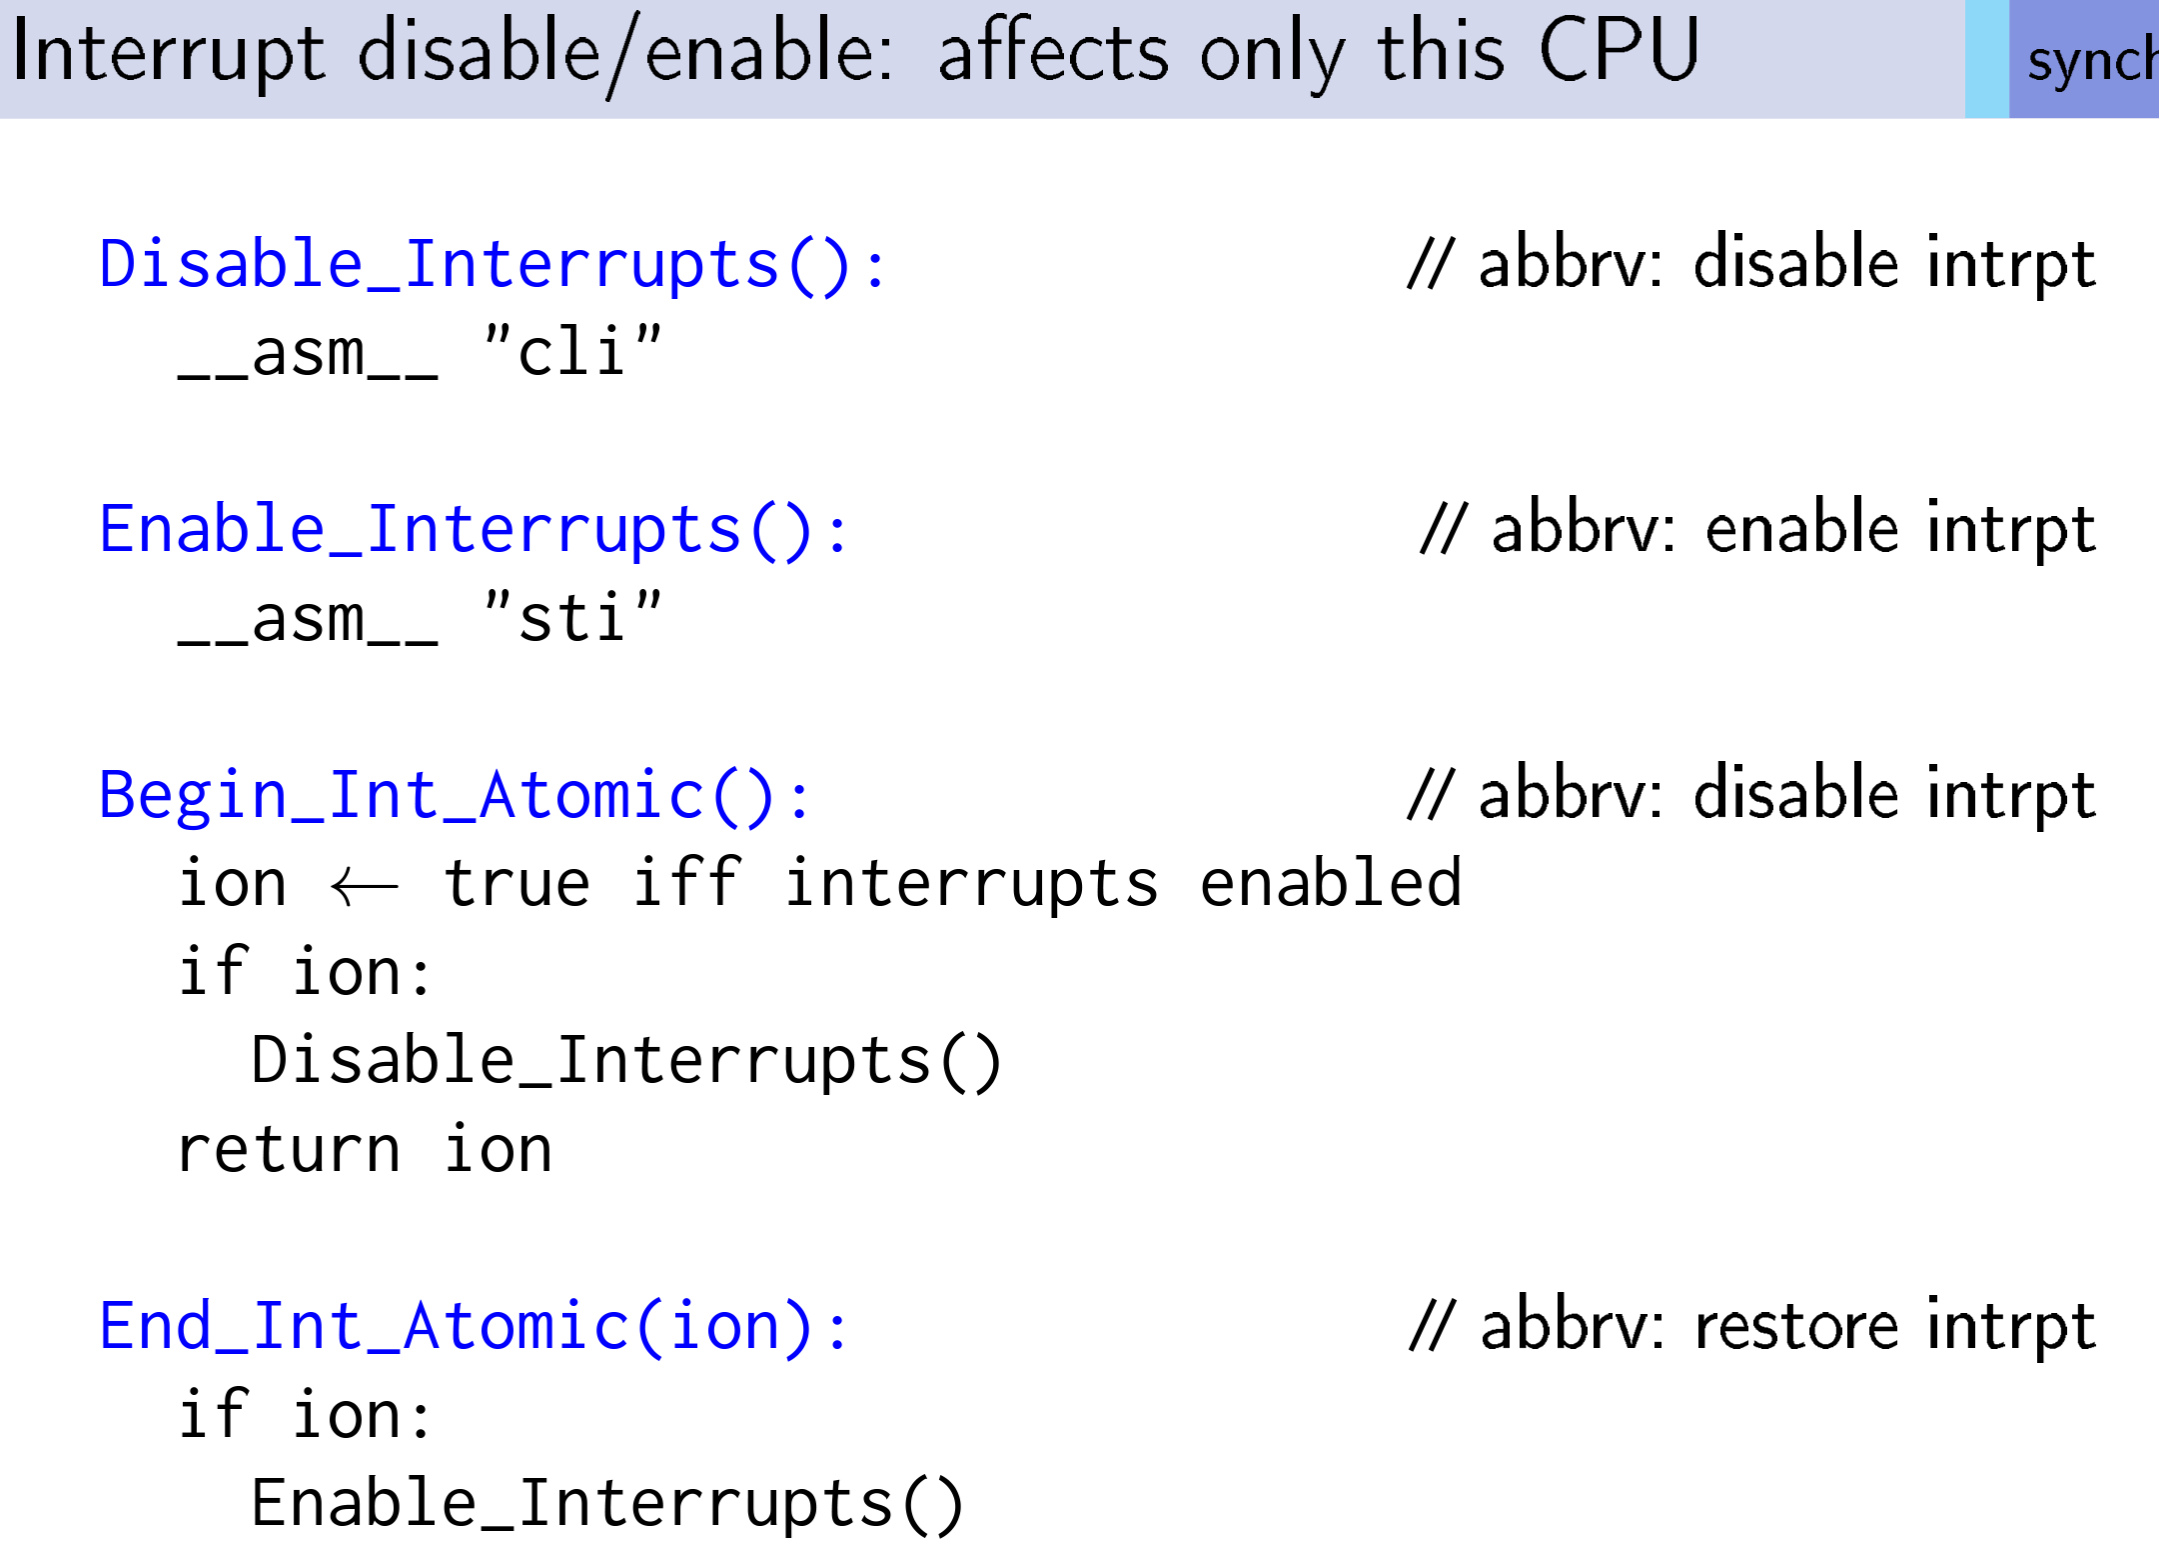 Interrupt disable/enable: affects only this CPU
synch
Disable_Interrupts(): // abbrv: disable intrpt
__asm__ "cli"
Enable_Interrupts(): // abbrv: enable intrpt
__asm__ "sti"
Begin_Int_Atomic(): // abbrv: disable intrpt
ion ← true iff interrupts enabled
if ion:
Disable_Interrupts()
return ion
End_Int_Atomic(ion): // abbrv: restore intrpt
if ion:
Enable_Interrupts()